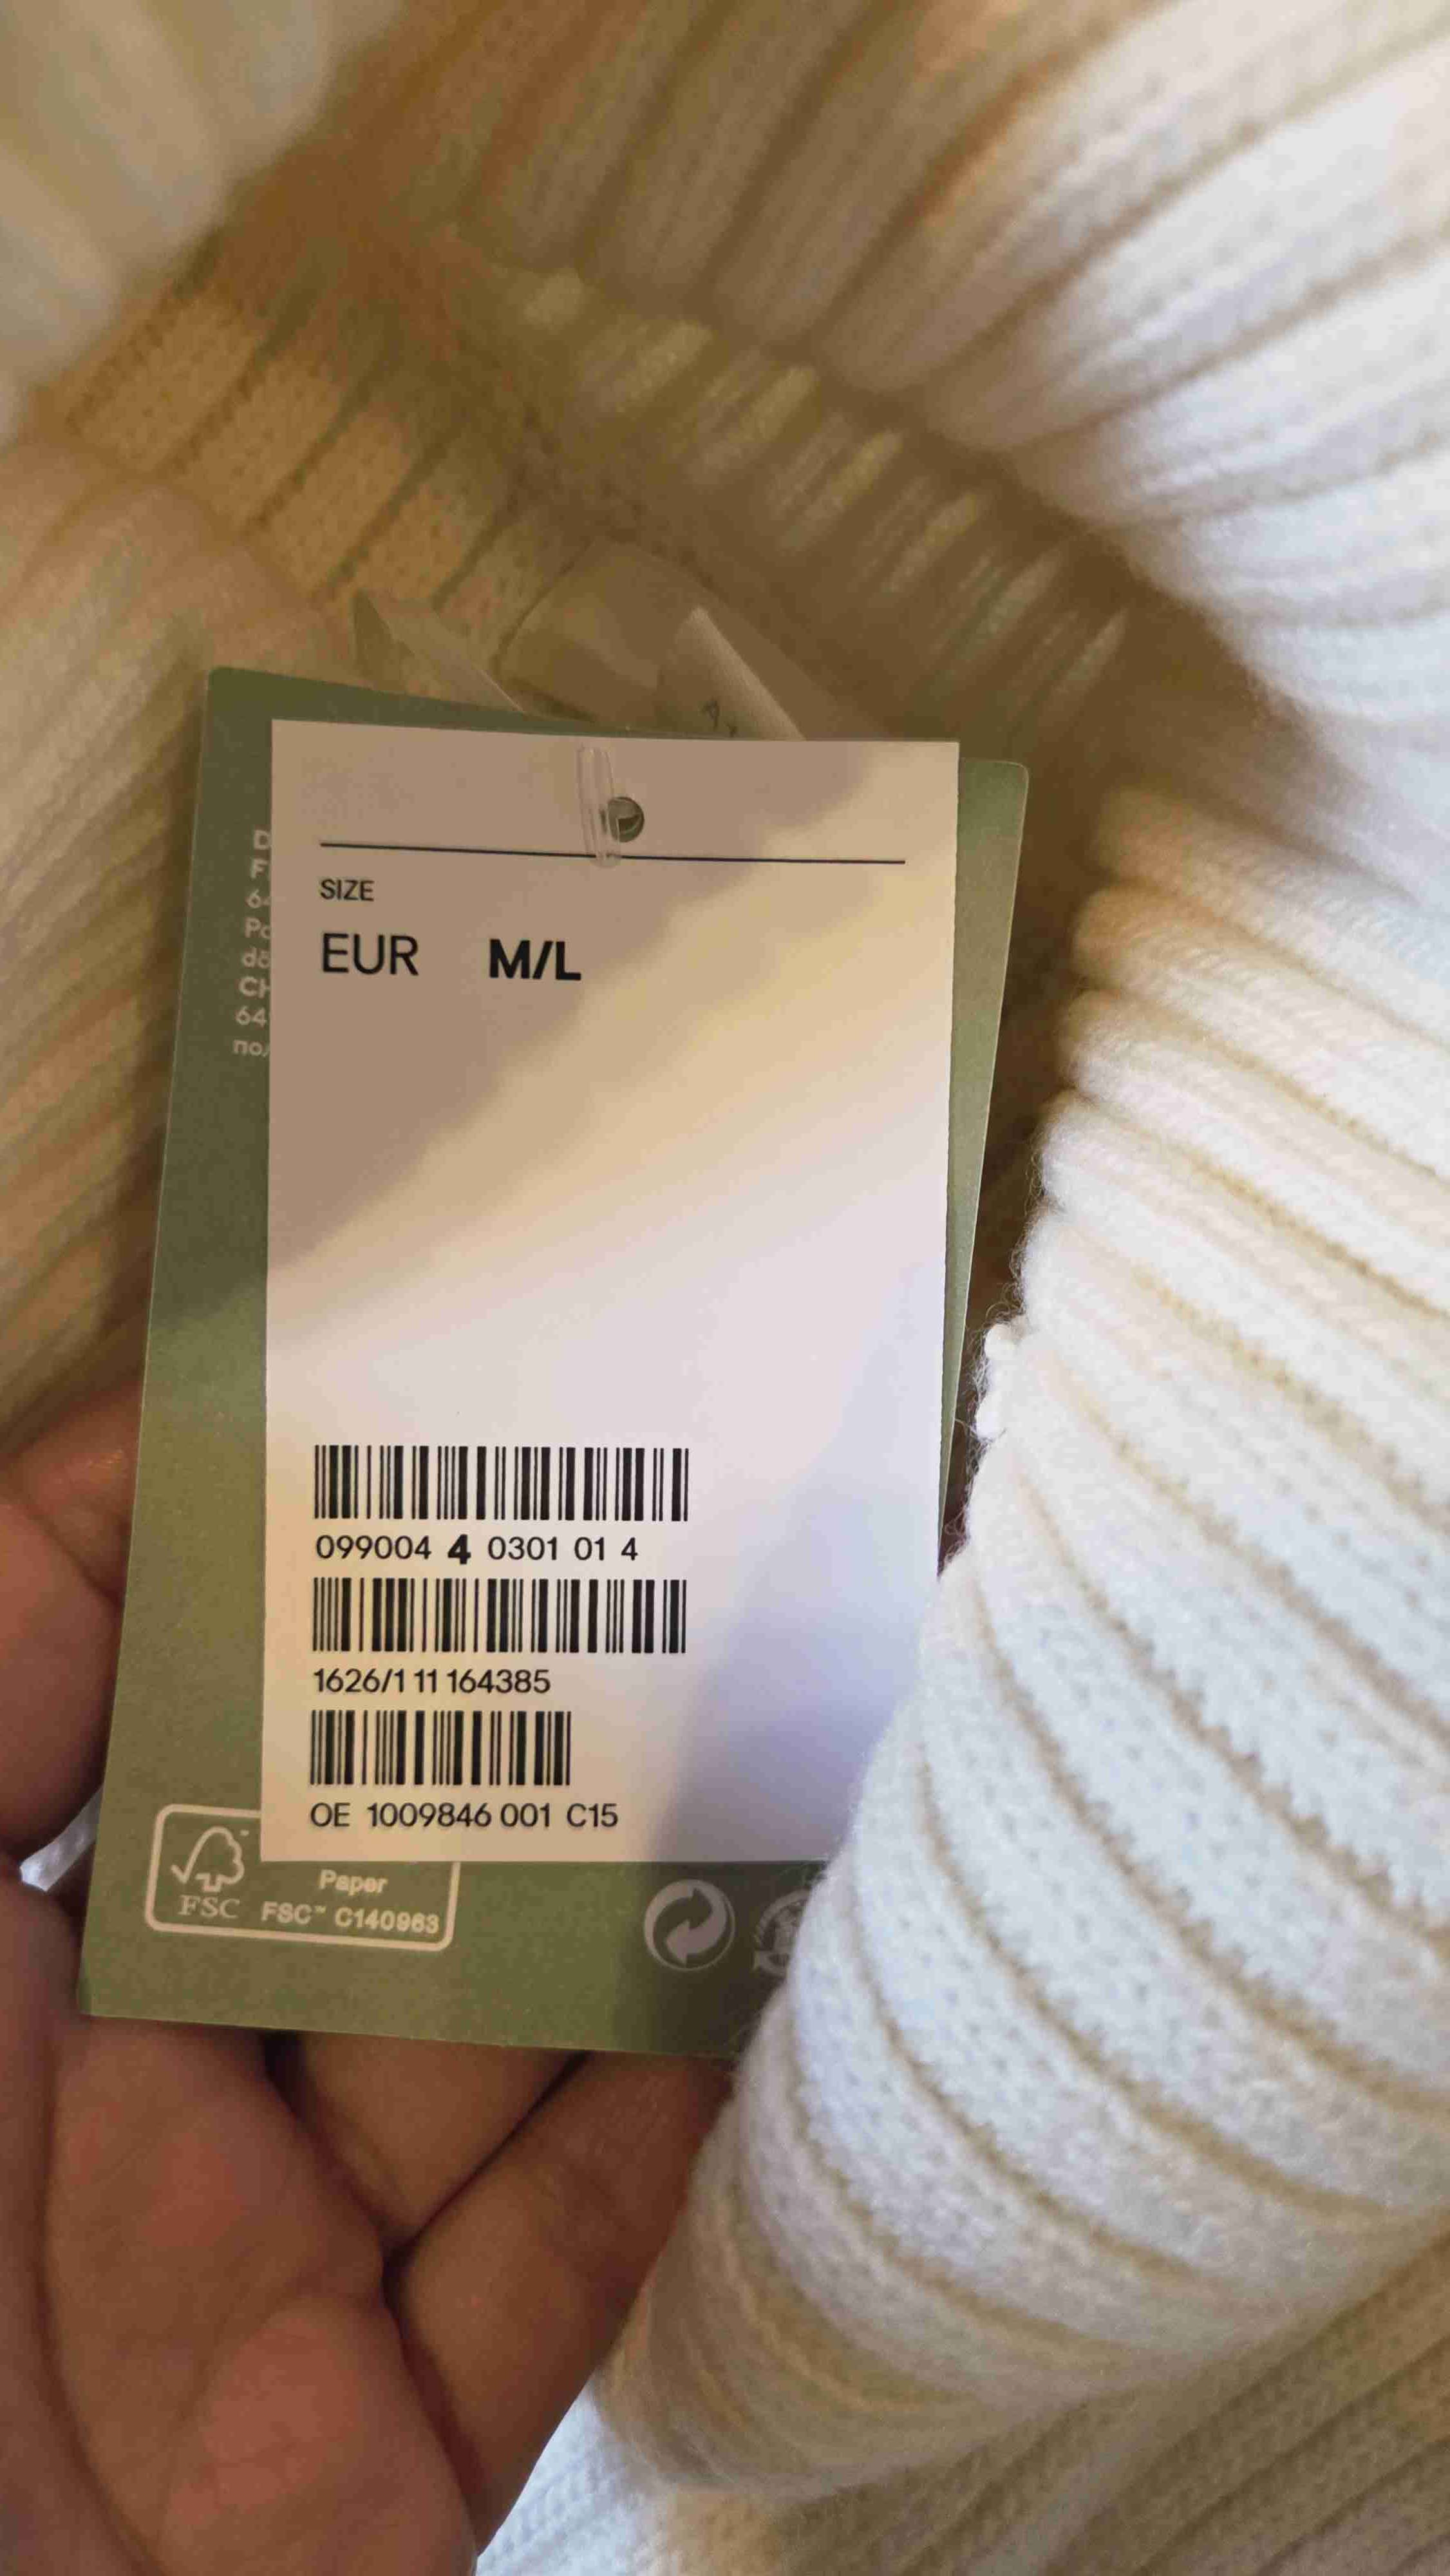 SIZE
EUR M/L
099004 4 0301 01 4
1626/1 11 164385
OE 1009846 001 C15
Paper
FSC FSC™ C140963